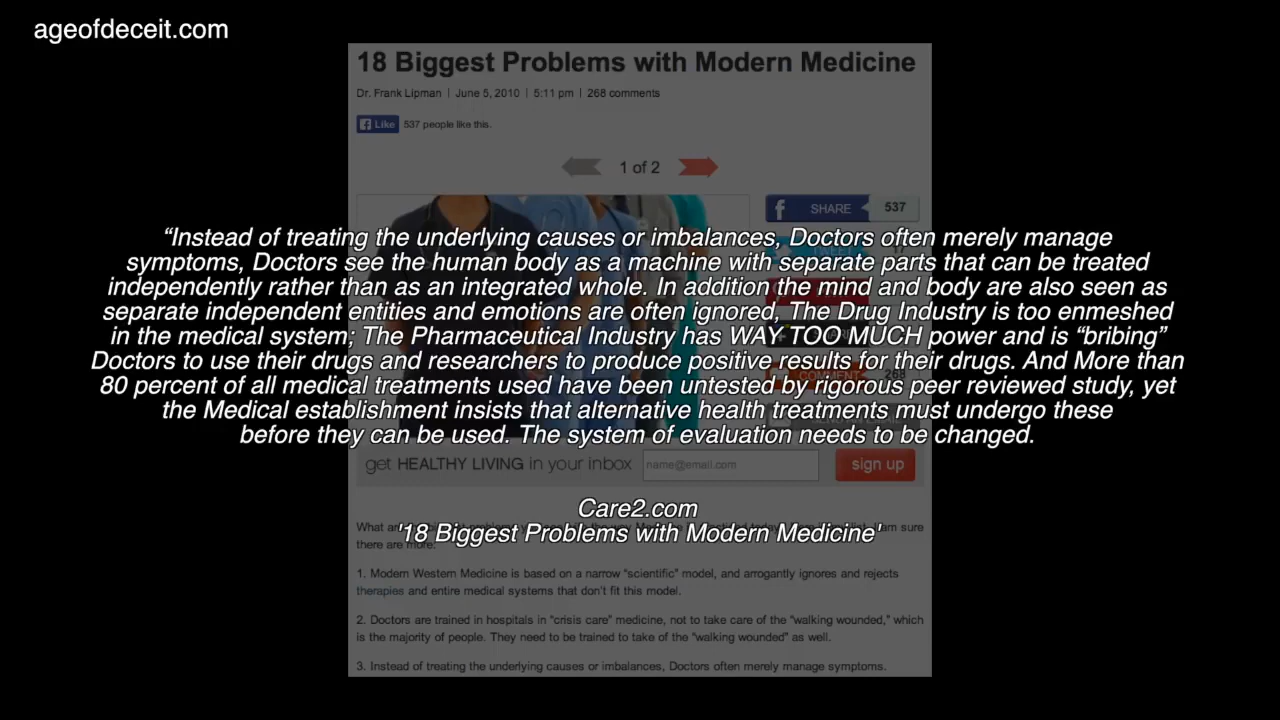 ageofdeceit.com
18 Biggest Problems with Modern Medicine
Dr. Frank Lipman | June 5, 2010 | 5:11 pm | 268 comments
Like 537 people like this.
1 of 2
SHARE 537
“Instead of treating the underlying causes or imbalances, Doctors often merely manage
symptoms, Doctors see the human body as a machine with separate parts that can be treated
independently rather than as an integrated whole. In addition the mind and body are also seen as
separate independent entities and emotions are often ignored, The Drug Industry is too enmeshed
in the medical system; The Pharmaceutical Industry has WAY TOO MUCH power and is “bribing”
Doctors to use their drugs and researchers to produce positive results for their drugs. And More than
80 percent of all medical treatments used have been untested by rigorous peer reviewed study, yet
the Medical establishment insists that alternative health treatments must undergo these
before they can be used. The system of evaluation needs to be changed.
COMMENT 268
get HEALTHY LIVING in your inbox name@email.com sign up
Care2.com
'18 Biggest Problems with Modern Medicine'
What am sure
there are more.
1. Modern Western Medicine is based on a narrow “scientific” model, and arrogantly ignores and rejects
therapies and entire medical systems that don't fit this model.
2. Doctors are trained in hospitals in “crisis care” medicine, not to take care of the “walking wounded,” which
is the majority of people. They need to be trained to take of the “walking wounded” as well.
3. Instead of treating the underlying causes or imbalances, Doctors often merely manage symptoms.